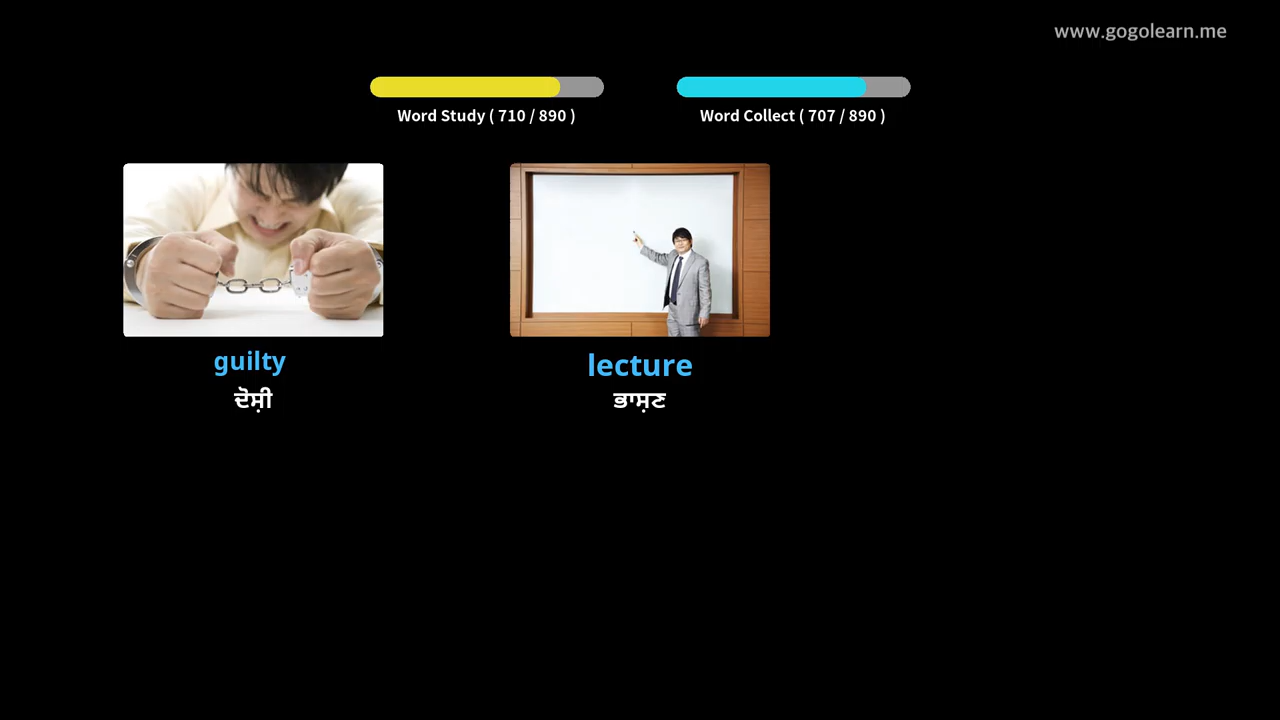 www.gogolearn.me
Word Study ( 710 / 890 )
Word Collect ( 707 / 890 )
guilty
ਦੋਸ਼ੀ
lecture
ਭਾਸ਼ਣ